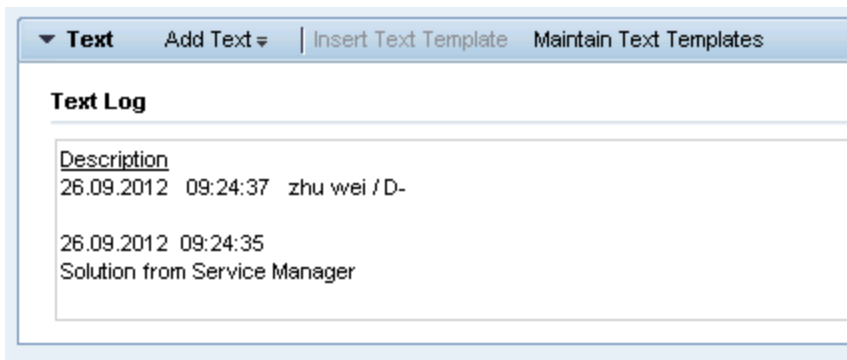 Text Add Text Insert Text Template Maintain Text Templates
Text Log
Description
26.09.2012 09:24:37 zhu wei / D-
26.09.2012 09:24:35
Solution from Service Manager